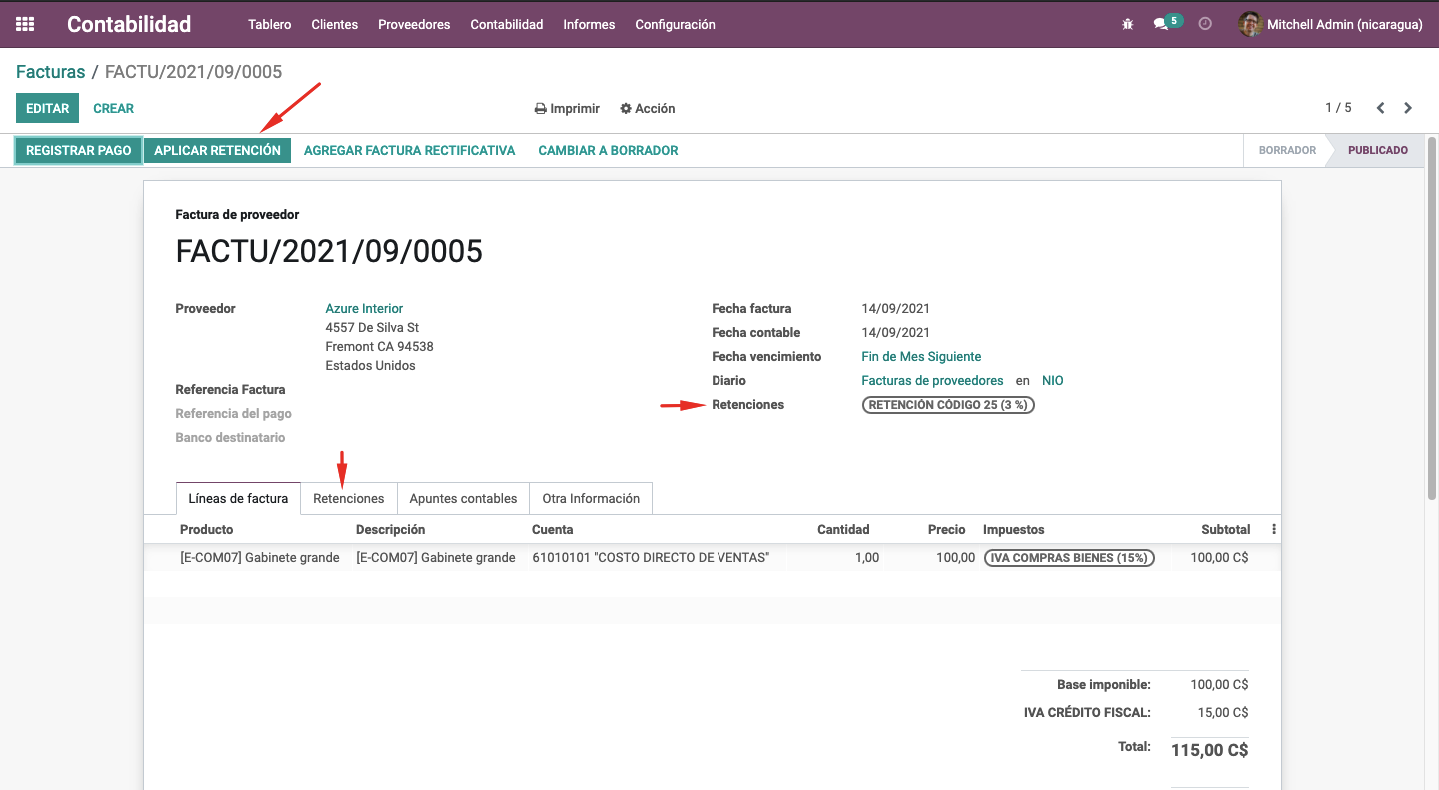 Contabilidad Tablero Clientes Proveedores Contabilidad Informes Configuración 5 Mitchell Admin (nicaragua)
Facturas / FACTU/2021/09/0005
EDITAR CREAR Imprimir Acción 1 / 5
REGISTRAR PAGO APLICAR RETENCIÓN AGREGAR FACTURA RECTIFICATIVA CAMBIAR A BORRADOR BORRADOR PUBLICADO
Factura de proveedor
FACTU/2021/09/0005
Proveedor Azure Interior Fecha factura 14/09/2021
4557 De Silva St Fecha contable 14/09/2021
Fremont CA 94538 Fecha vencimiento Fin de Mes Siguiente
Estados Unidos Diario Facturas de proveedores en NIO
Referencia Factura Retenciones RETENCIÓN CÓDIGO 25 (3 %)
Referencia del pago
Banco destinatario
Líneas de factura Retenciones Apuntes contables Otra Información
Producto Descripción Cuenta Cantidad Precio Impuestos Subtotal
[E-COM07] Gabinete grande [E-COM07] Gabinete grande 61010101 "COSTO DIRECTO DE VENTAS" 1,00 100,00 IVA COMPRAS BIENES (15%) 100,00 C$
Base imponible: 100,00 C$
IVA CRÉDITO FISCAL: 15,00 C$
Total: 115,00 C$